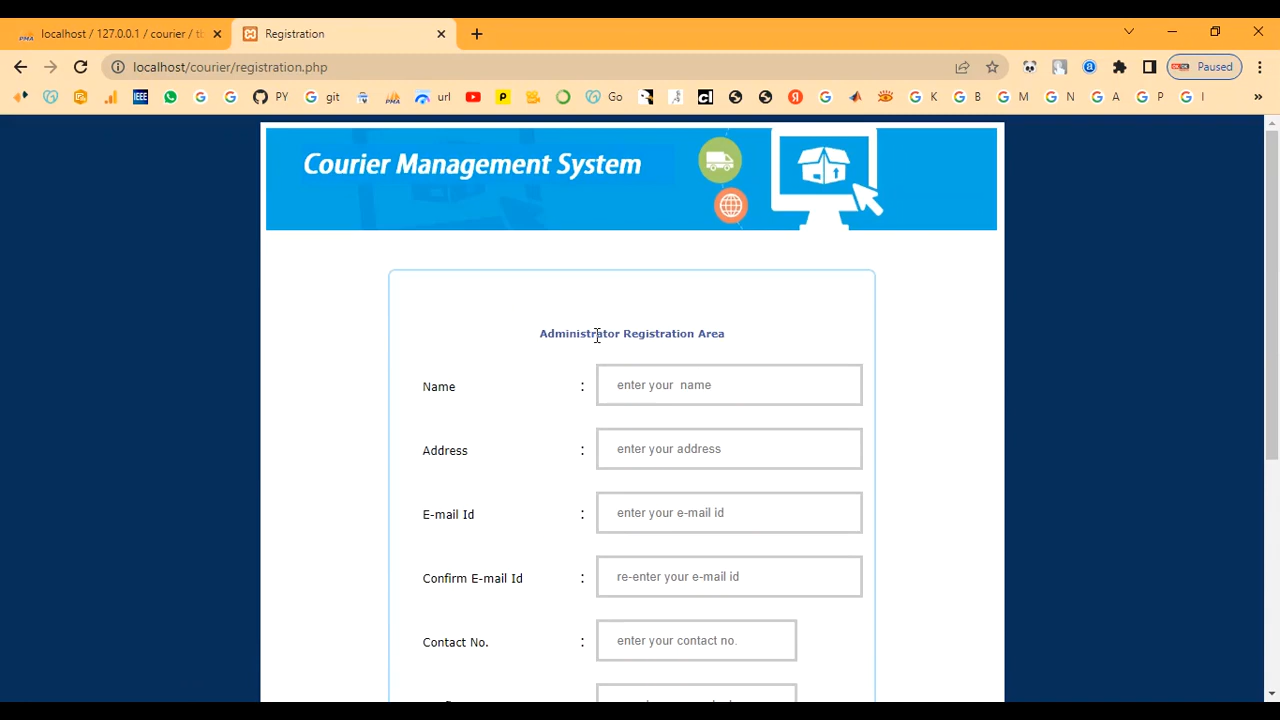 localhost / 127.0.0.1 / courier / tb
Registration
localhost/courier/registration.php
Paused
IEEE
PY
git
url
Go
K
B
M
N
A
P
I
Courier Management System
Administrator Registration Area
Name : enter your  name
Address : enter your address
E-mail Id : enter your e-mail id
Confirm E-mail Id : re-enter your e-mail id
Contact No. : enter your contact no.